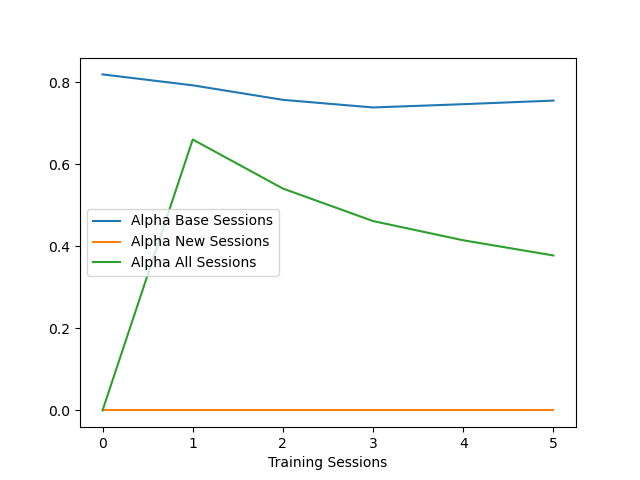 0.8
0.6
0.4
0.2
0.0
Alpha Base Sessions
Alpha New Sessions
Alpha All Sessions
0 1 2 3 4 5
Training Sessions